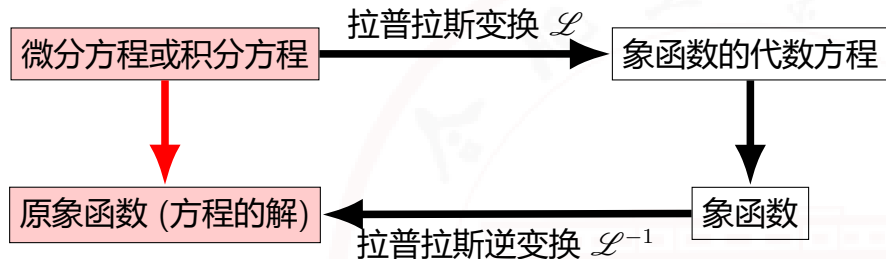 拉普拉斯变换 ℒ
微分方程或积分方程
象函数的代数方程
原象函数 (方程的解)
象函数
拉普拉斯逆变换 ℒ⁻¹